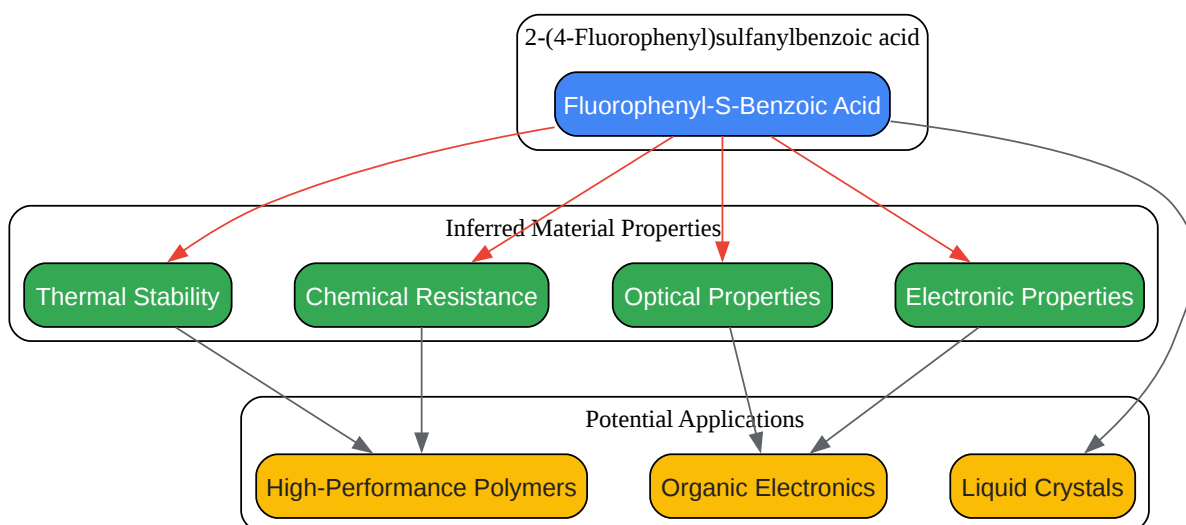 2-(4-Fluorophenyl)sulfanylbenzoic acid
Fluorophenyl-S-Benzoic Acid
Inferred Material Properties
Thermal Stability
Chemical Resistance
Optical Properties
Electronic Properties
Potential Applications
High-Performance Polymers
Organic Electronics
Liquid Crystals